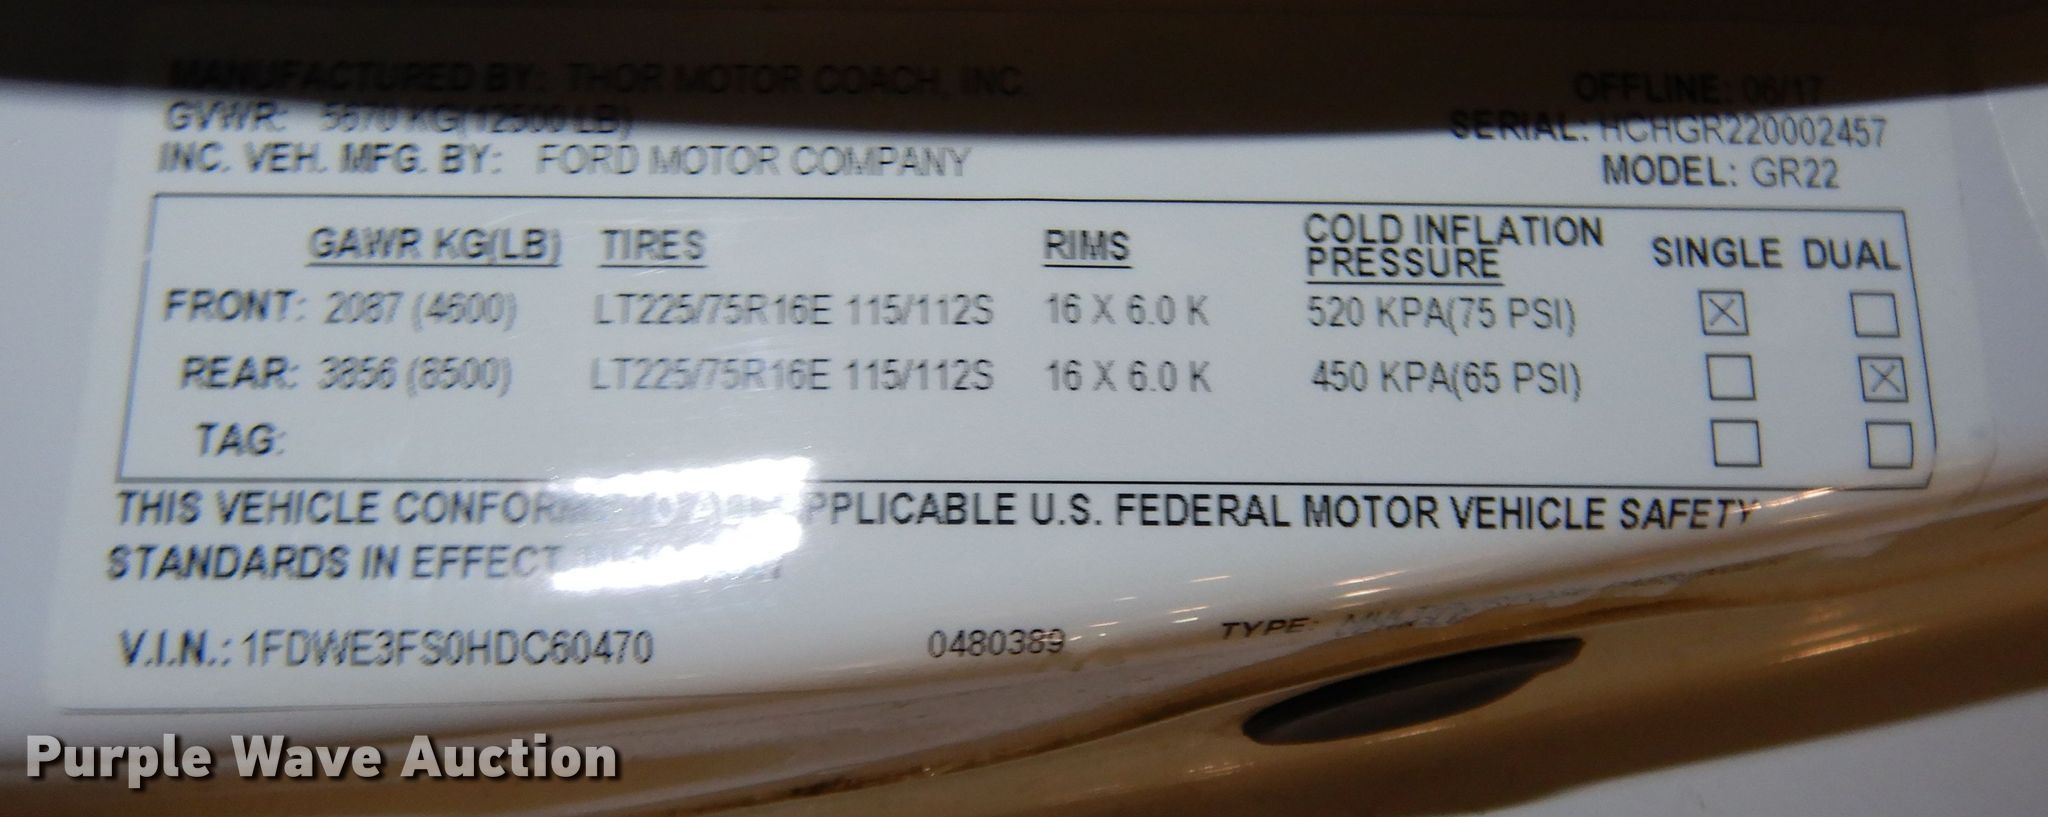 MANUFACTURED BY: THOR MOTOR COACH, INC.
OFFLINE: 06/17
GVWR: 5670 KG(12500 LB)
SERIAL: HCHGR220002457
INC. VEH. MFG. BY: FORD MOTOR COMPANY
MODEL: GR22
GAWR KG(LB) TIRES RIMS COLD INFLATION PRESSURE SINGLE DUAL
FRONT: 2087 (4600) LT225/75R16E 115/112S 16 X 6.0 K 520 KPA(75 PSI)
REAR: 3856 (8500) LT225/75R16E 115/112S 16 X 6.0 K 450 KPA(65 PSI)
TAG:
THIS VEHICLE APPLICABLE U.S. FEDERAL MOTOR VEHICLE SAFETY
STANDARDS IN EFFECT
V.I.N.: 1FDWE3FS0HDC60470 0480389 TYPE:
Purple Wave Auction